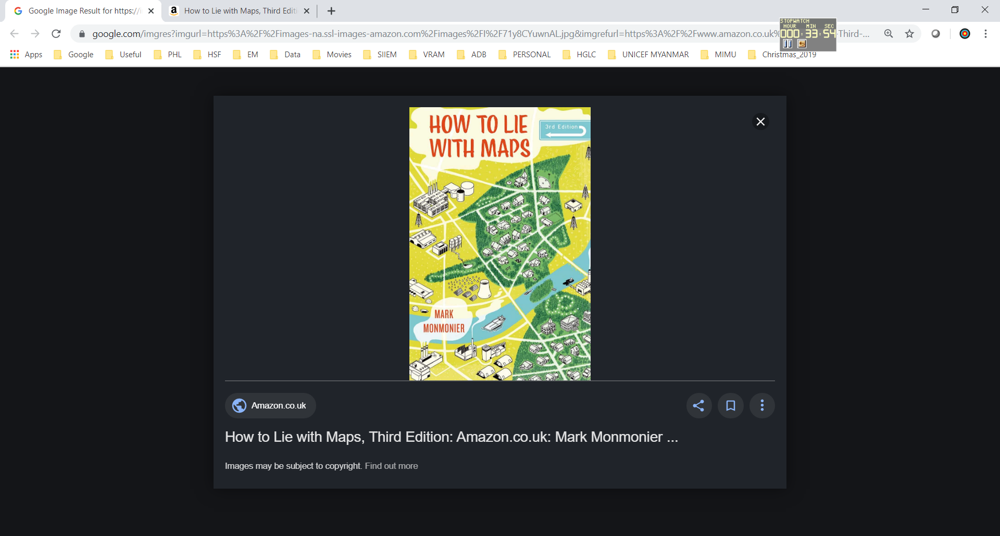 Google Image Result for https://i
How to Lie with Maps, Third Editi
google.com/imgres?imgurl=https%3A%2F%2Fimages-na.ssl-images-amazon.com%2Fimages%2FI%2F71y8CYuwnAL.jpg&imgrefurl=https%3A%2F%2Fwww.amazon.co.uk%
-Third-...
STOPWATCH
HOUR MIN SEC
000:33:54
Apps Google Useful PHL HSF EM Data Movies SIIEM VRAM ADB PERSONAL HGLC UNICEF MYANMAR MIMU Christmas_2019
HOW TO LIE
WITH MAPS
3rd Edition
MARK
MONMONIER
Amazon.co.uk
How to Lie with Maps, Third Edition: Amazon.co.uk: Mark Monmonier ...
Images may be subject to copyright. Find out more